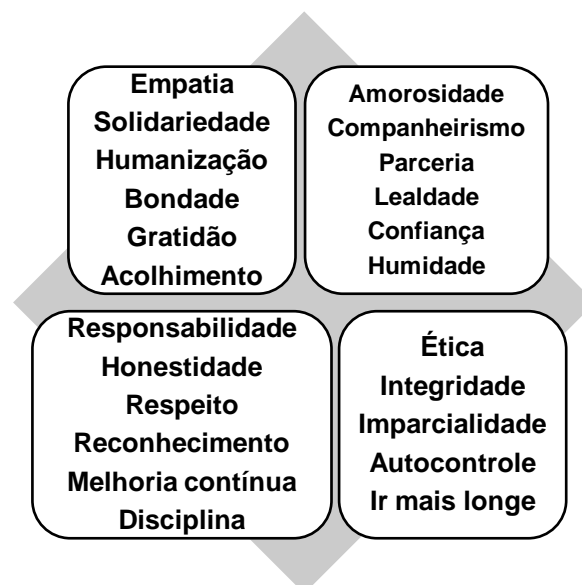 Empatia
Solidariedade
Humanização
Bondade
Gratidão
Acolhimento
Amorosidade
Companheirismo
Parceria
Lealdade
Confiança
Humidade
Responsabilidade
Honestidade
Respeito
Reconhecimento
Melhoria contínua
Disciplina
Ética
Integridade
Imparcialidade
Autocontrole
Ir mais longe